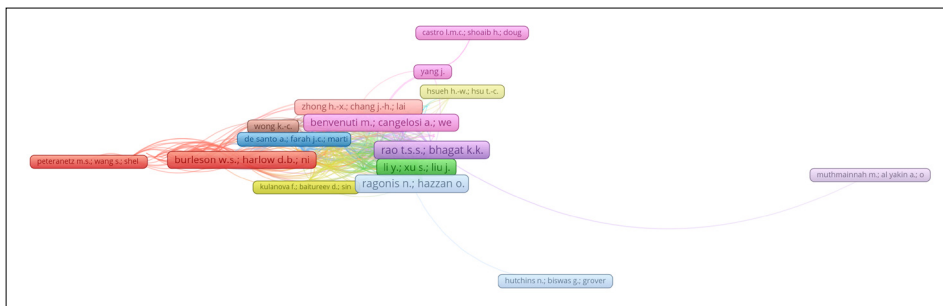 castro l.m.c.; shoaib h.; doug
yang j.
hsueh h.-w.; hsu t.-c.
zhong h.-x.; chang j.-h.; lai
benvenuti m.; cangelosi a.; we
wong k.-c.
de santo a.; farah j.c.; marti
rao t.s.s.; bhagat k.k.
peteranetz m.s.; wang s.; shel
burleson w.s.; harlow d.b.; ni
li y.; xu s.; liu j.
muthmainnah m.; al yakin a.; o
kulanova f.; baitureev d.; sin
ragonis n.; hazzan o.
hutchins n.; biswas g.; grover